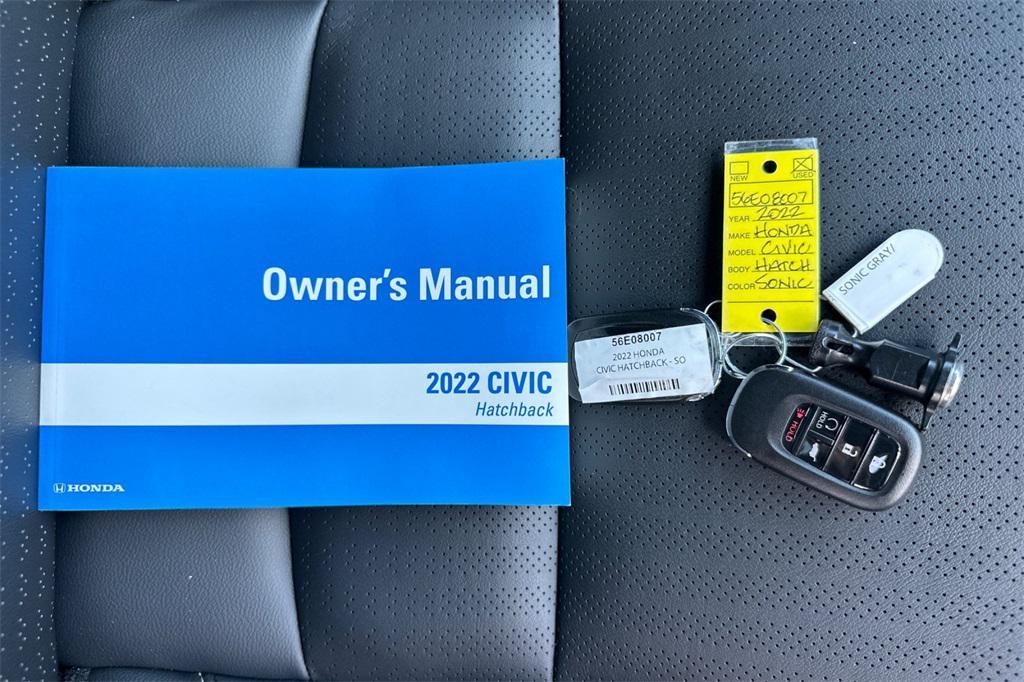 Owner's Manual
2022 CIVIC
Hatchback
HONDA
NEW USED
56E08007
YEAR 2022
MAKE HONDA
MODEL CIVIC
BODY HATCH
COLOR SONIC
SONIC GRAY/
56E08007
2022 HONDA
CIVIC HATCHBACK - SO
HOLD
HOLD